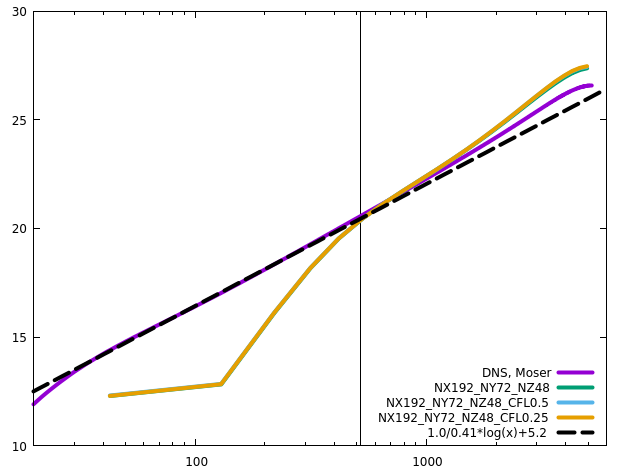 30
25
20
15
10
100
1000
DNS, Moser
NX192_NY72_NZ48
NX192_NY72_NZ48_CFL0.5
NX192_NY72_NZ48_CFL0.25
1.0/0.41*log(x)+5.2